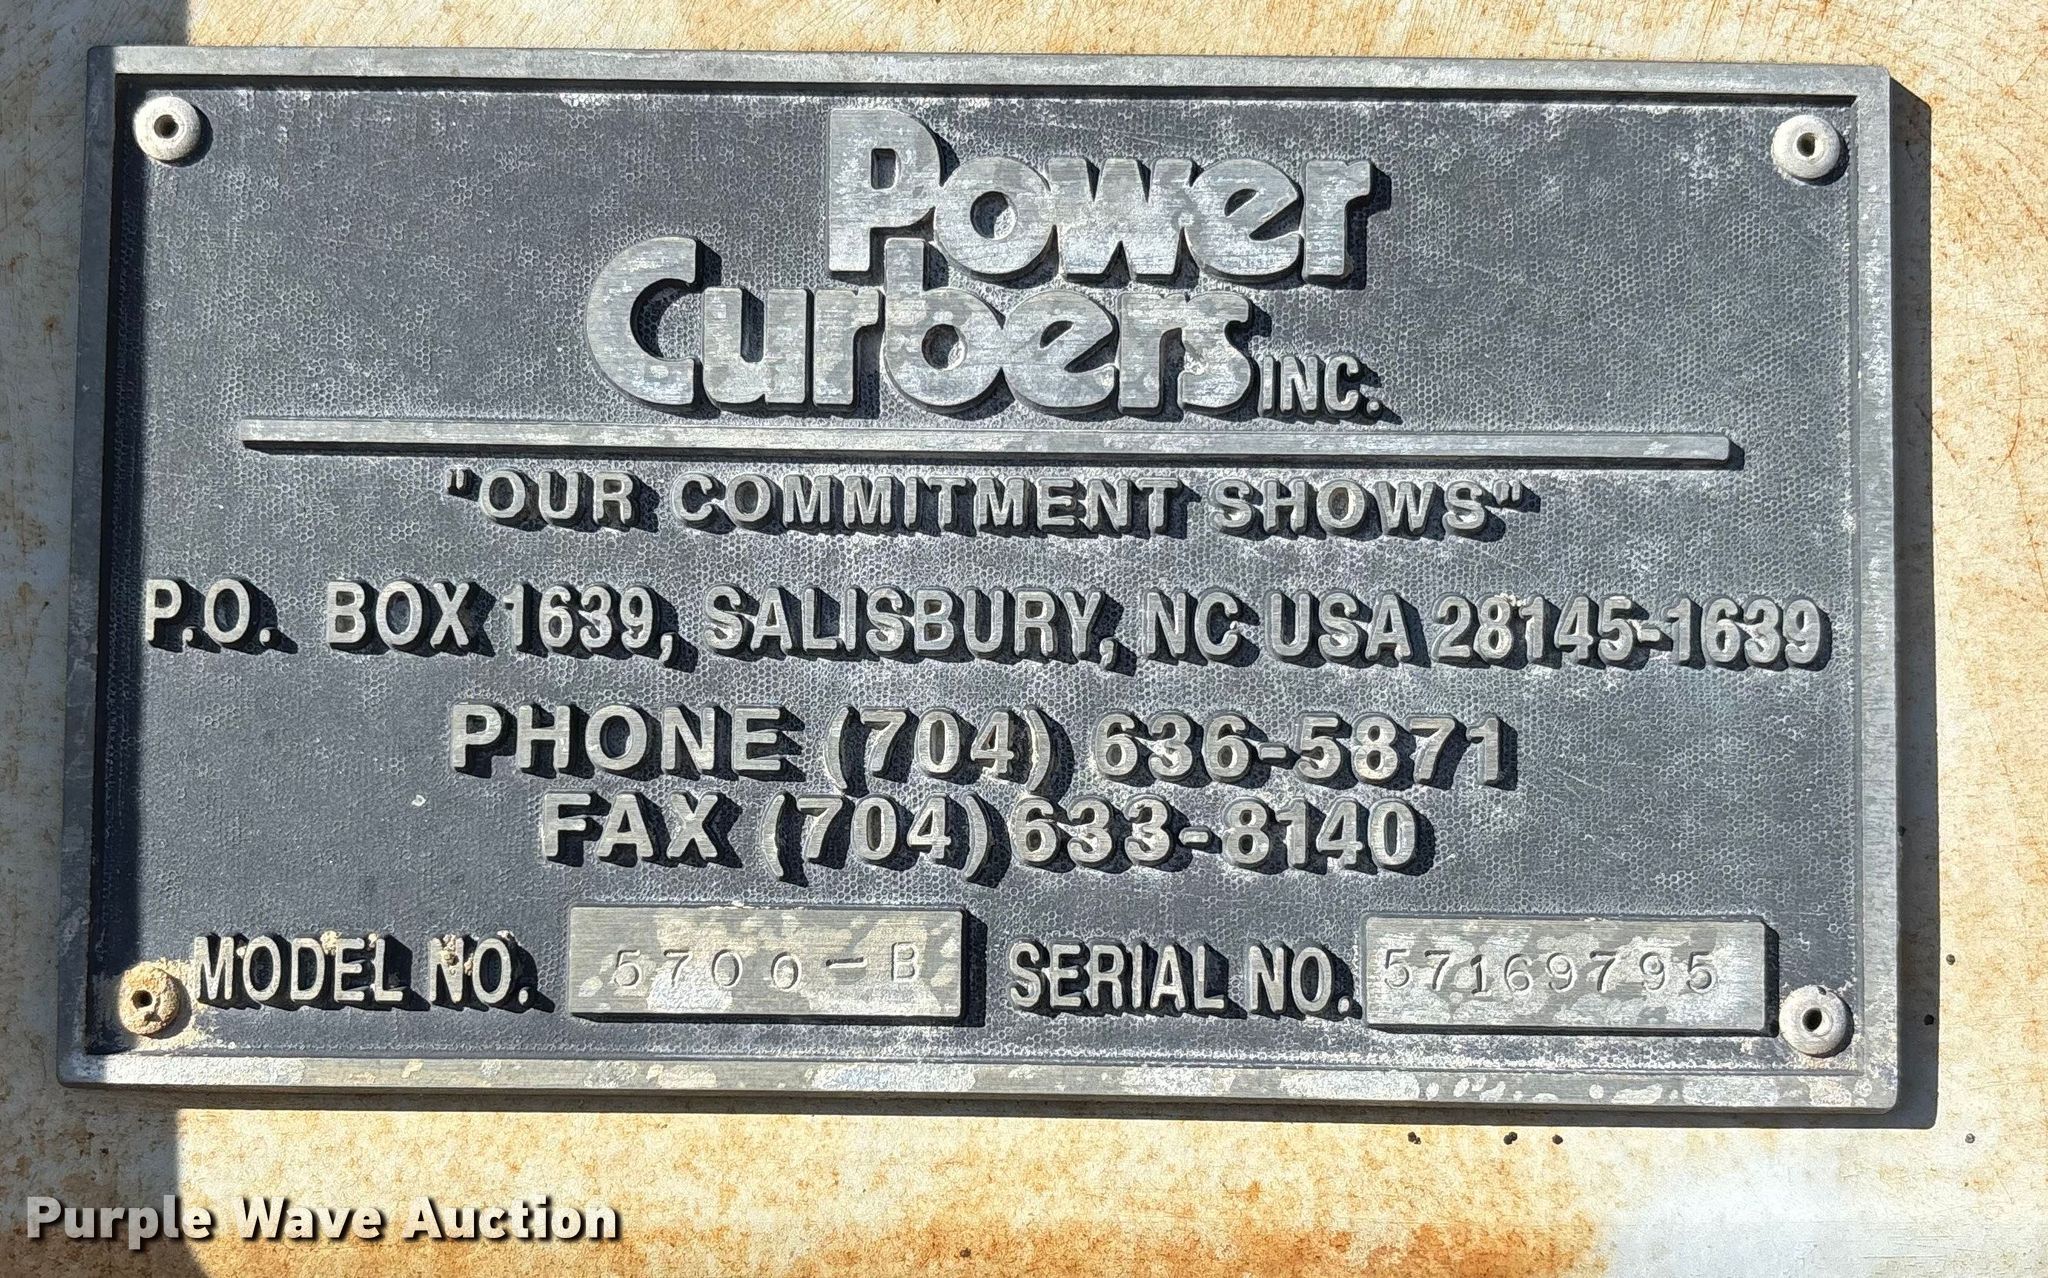 Power
Curbers INC.
"OUR COMMITMENT SHOWS"
P.O. BOX 1639, SALISBURY, NC USA 28145-1639
PHONE (704) 636-5871
FAX (704) 633-8140
MODEL NO. 5700-B SERIAL NO. 57169795
Purple Wave Auction